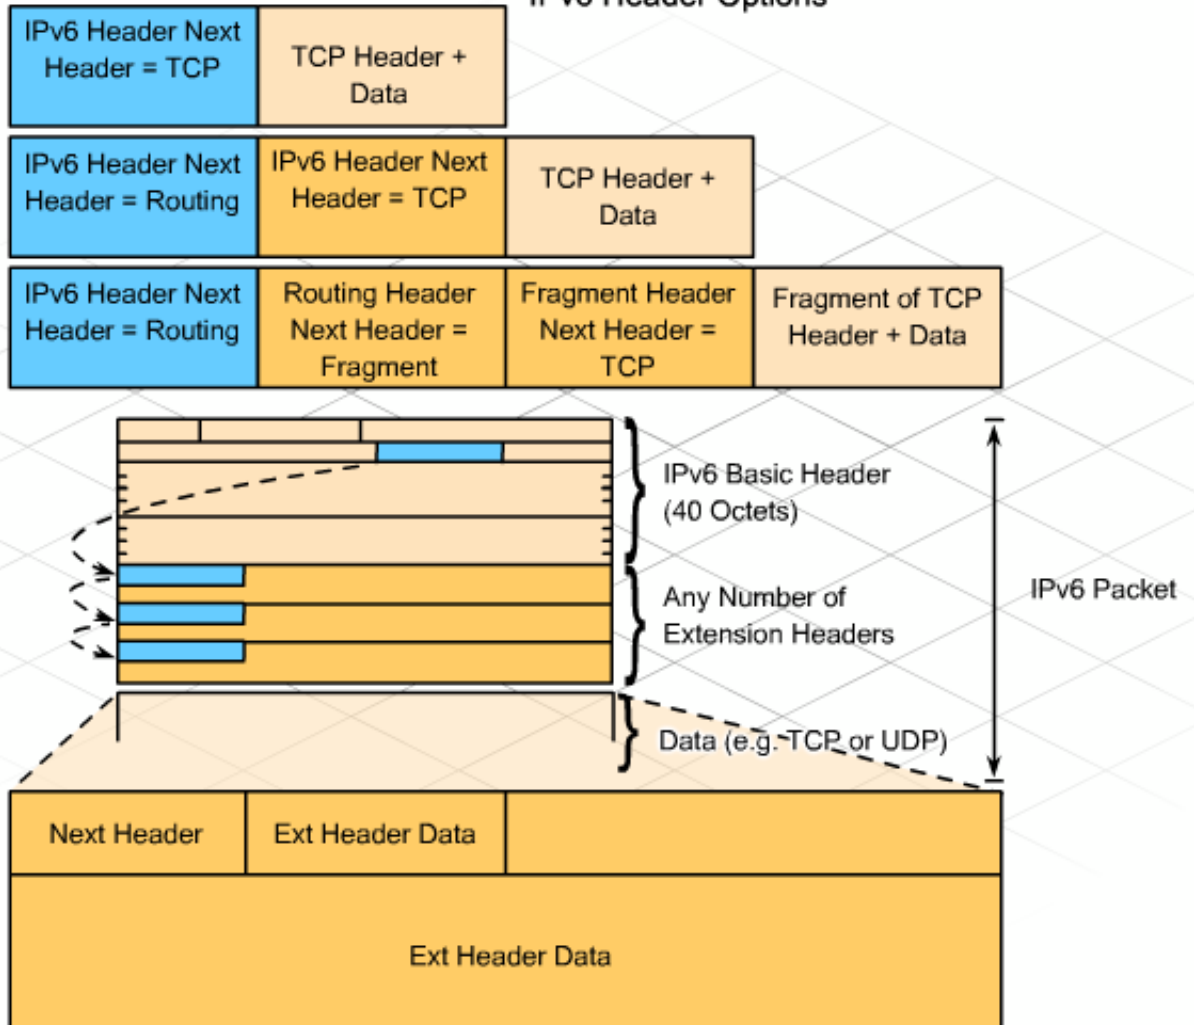 IPv6 Header Options
IPv6 Header Next
Header = TCP
TCP Header +
Data
IPv6 Header Next
Header = Routing
IPv6 Header Next
Header = TCP
TCP Header +
Data
IPv6 Header Next
Header = Routing
Routing Header
Next Header =
Fragment
Fragment Header
Next Header =
TCP
Fragment of TCP
Header + Data
IPv6 Basic Header
(40 Octets)
Any Number of
Extension Headers
IPv6 Packet
Data (e.g. TCP or UDP)
Next Header
Ext Header Data
Ext Header Data